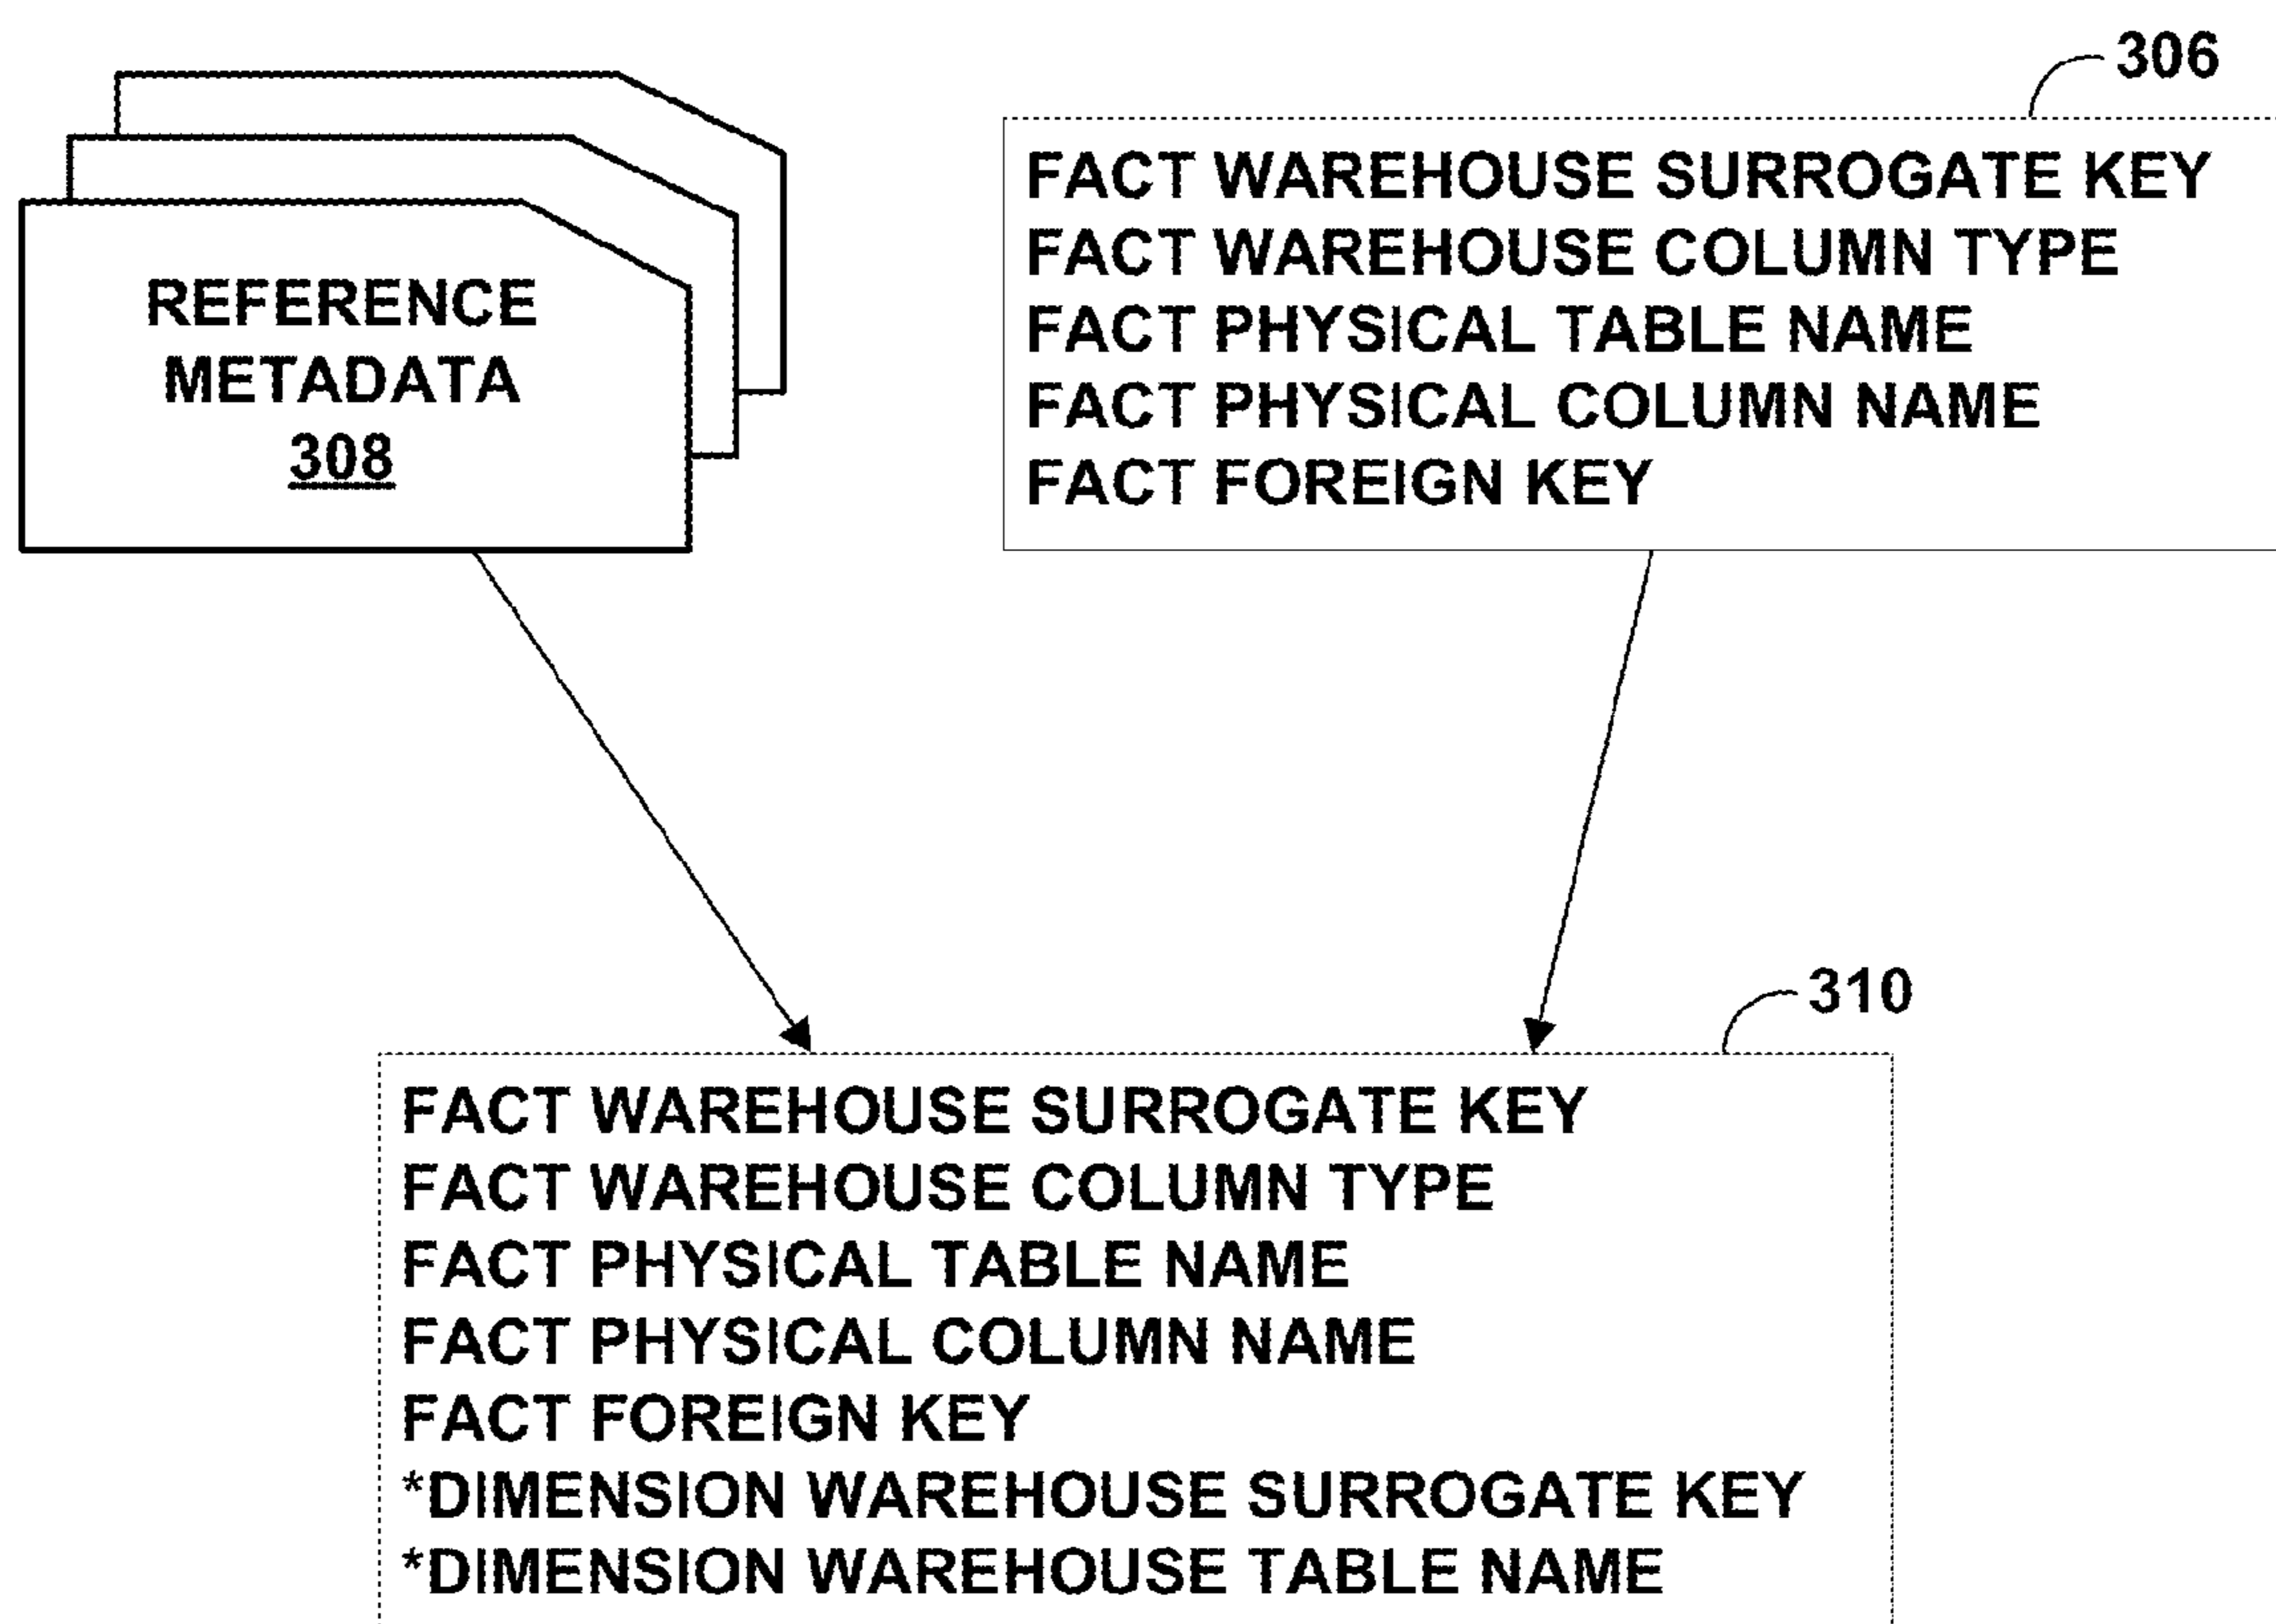 306
FACT WAREHOUSE SURROGATE KEY
FACT WAREHOUSE COLUMN TYPE
FACT PHYSICAL TABLE NAME
FACT PHYSICAL COLUMN NAME
FACT FOREIGN KEY
REFERENCE
METADATA
308
310
FACT WAREHOUSE SURROGATE KEY
FACT WAREHOUSE COLUMN TYPE
FACT PHYSICAL TABLE NAME
FACT PHYSICAL COLUMN NAME
FACT FOREIGN KEY
*DIMENSION WAREHOUSE SURROGATE KEY
*DIMENSION WAREHOUSE TABLE NAME